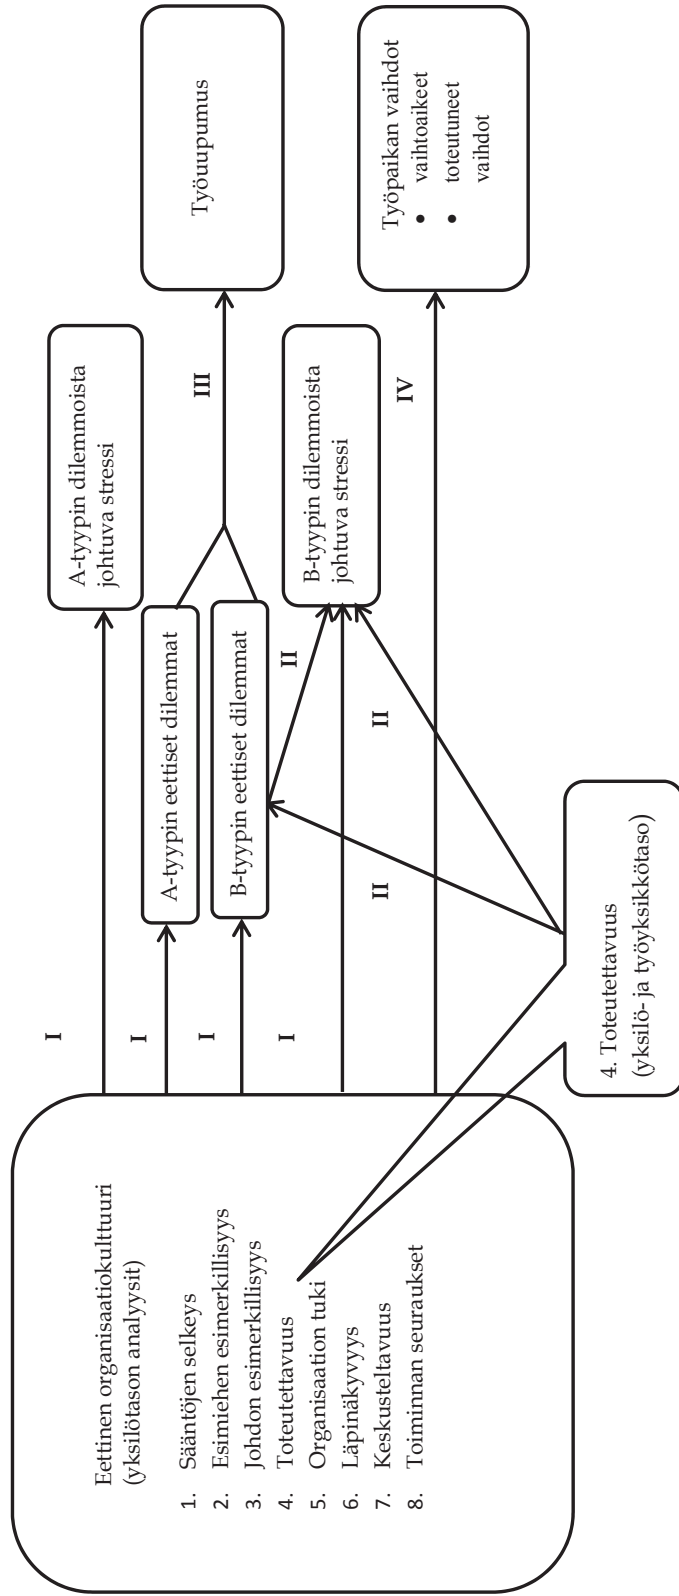 Eettinen organisaatiokulttuuri
(yksilötason analyysit)
1. Sääntöjen selkeys
2. Esimiehen esimerkillisyys
3. Johdon esimerkillisyys
4. Toteutettavuus
5. Organisaation tuki
6. Läpinäkyvyys
7. Keskusteltavuus
8. Toiminnan seuraukset
I
I
I
I
A-tyypin dilemmoista
johtuva stressi
A-tyypin eettiset dilemmat
B-tyypin eettiset dilemmat
III
Työuupumus
II
B-tyypin dilemmoista
johtuva stressi
II
II
IV
Työpaikan vaihdot
• vaihtoaikeet
• toteutuneet
vaihdot
4. Toteutettavuus
(yksilö- ja työyksikkötaso)